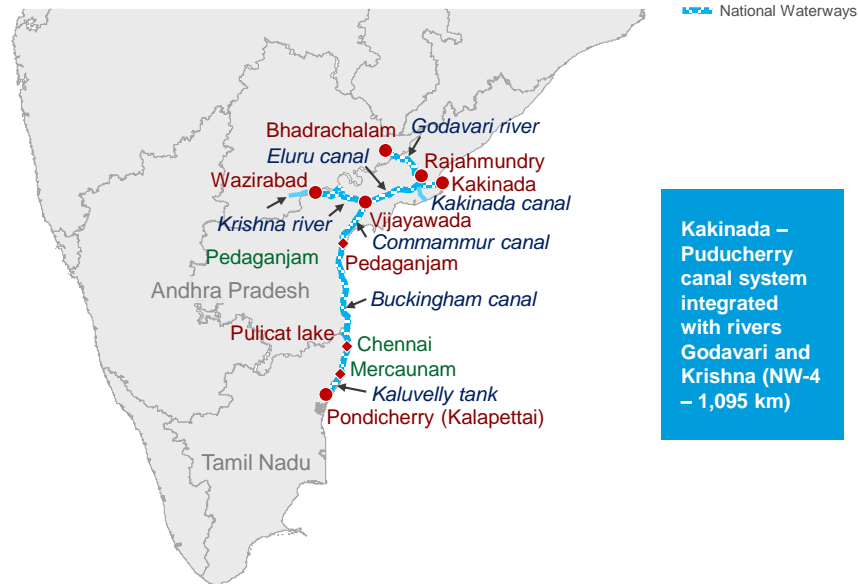 National Waterways
Bhadrachalam
Godavari river
Eluru canal
Rajahmundry
Wazirabad
Kakinada
Kakinada canal
Krishna river
Vijayawada
Commammur canal
Pedaganjam
Pedaganjam
Andhra Pradesh
Buckingham canal
Pulicat lake
Chennai
Mercaunam
Kaluvelly tank
Pondicherry (Kalapettai)
Tamil Nadu
Kakinada –
Puducherry
canal system
integrated
with rivers
Godavari and
Krishna (NW-4
– 1,095 km)